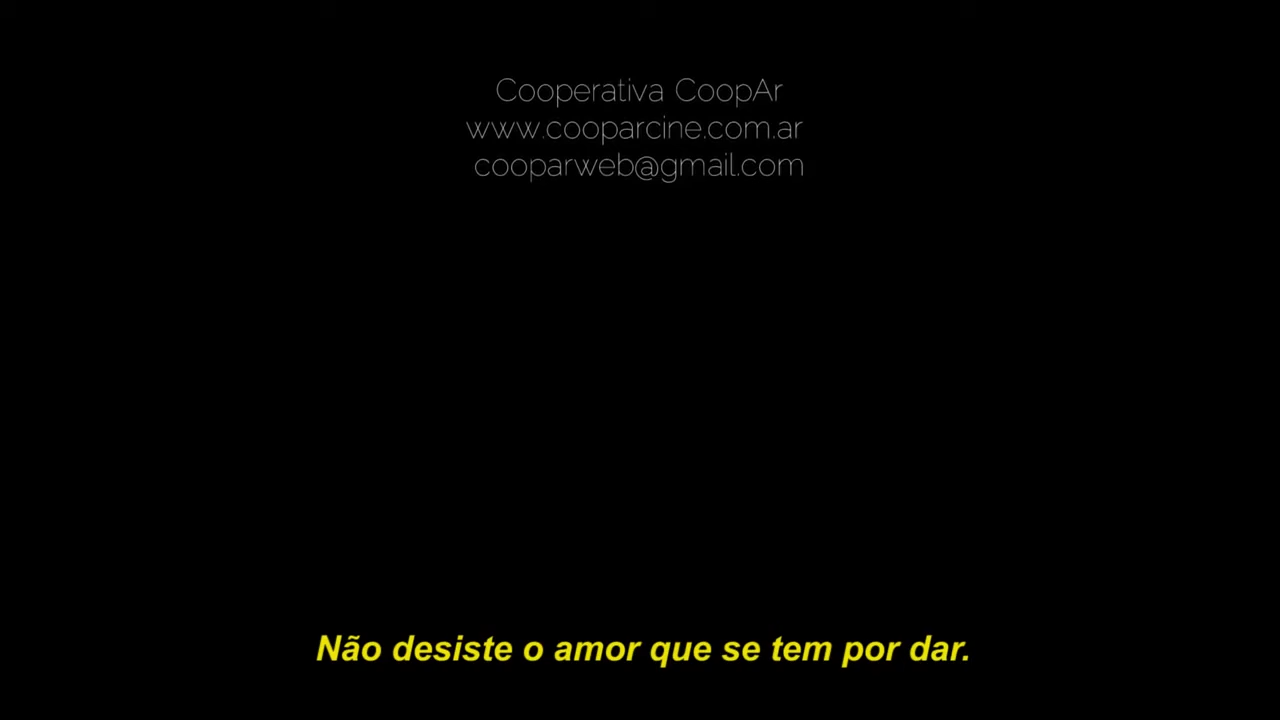 Cooperativa CoopAr
www.cooparcine.com.ar
cooparweb@gmail.com
Não desiste o amor que se tem por dar.